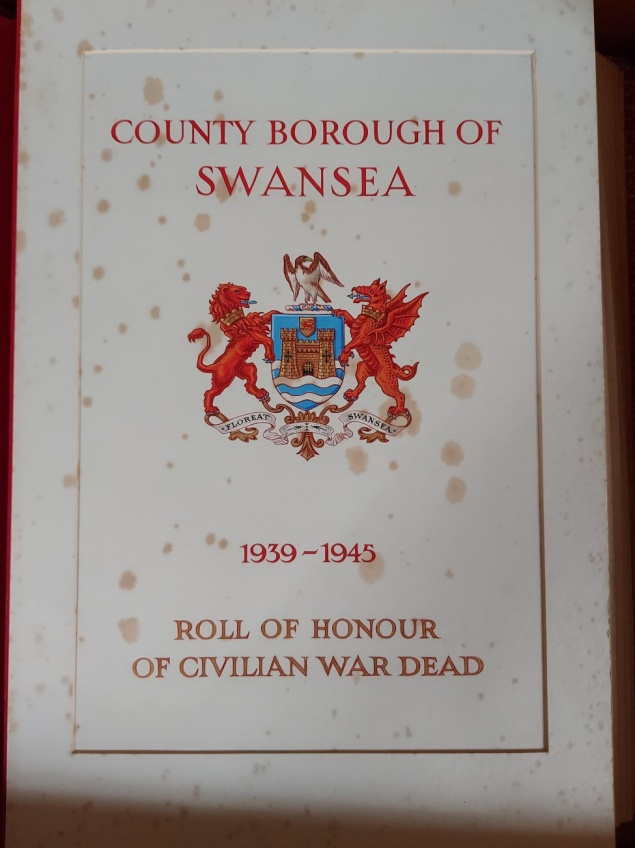 COUNTY BOROUGH OF
SWANSEA
FLOREAT SWANSEA
1939-1945
ROLL OF HONOUR
OF CIVILIAN WAR DEAD